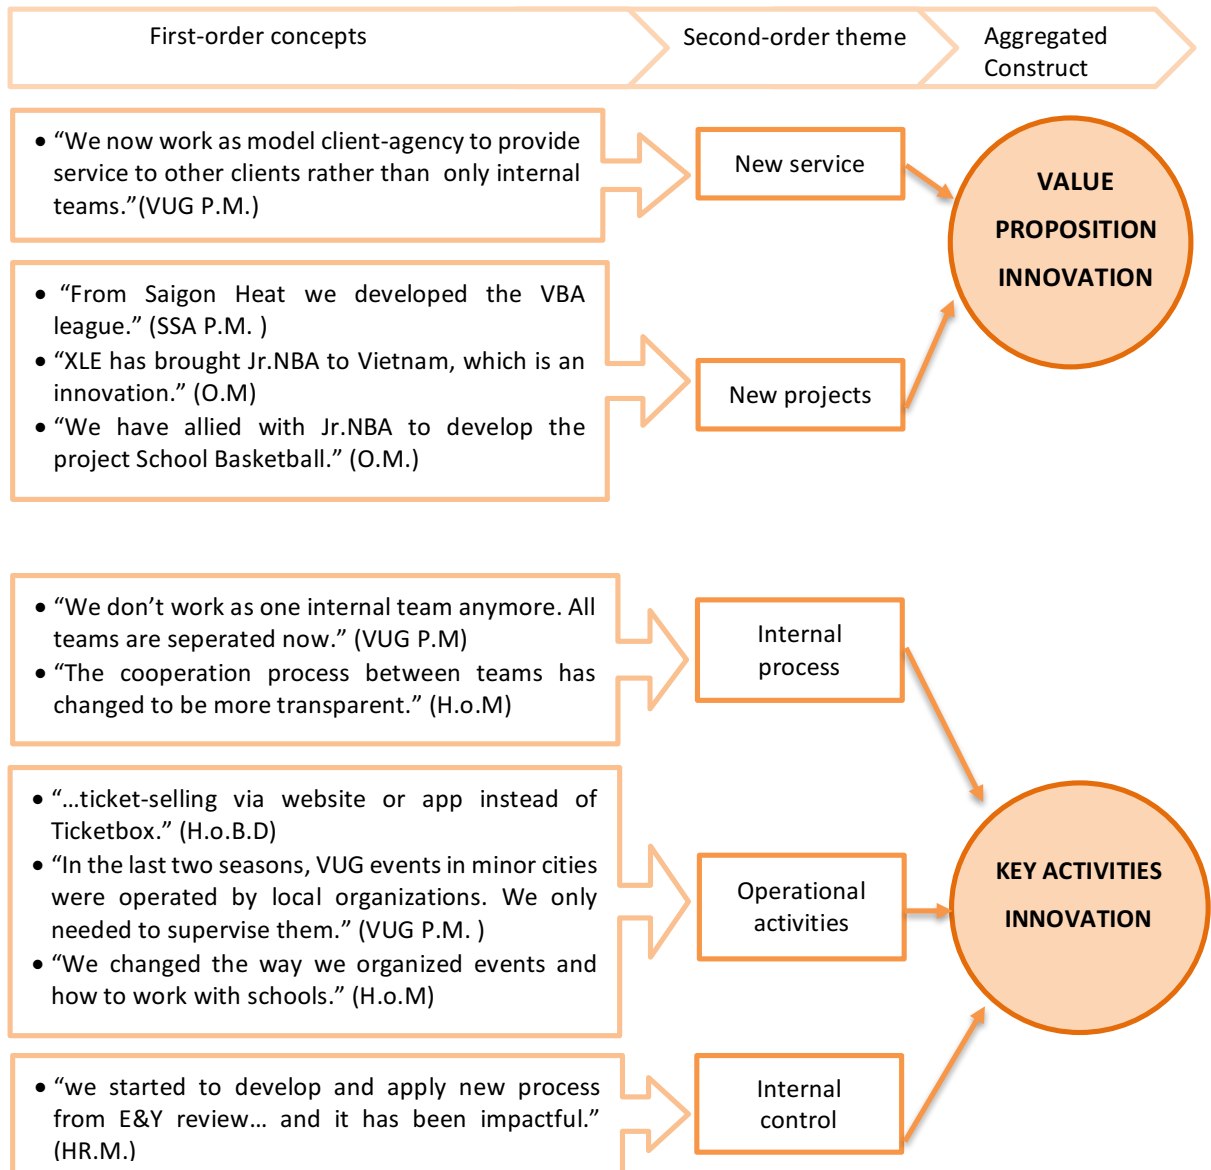 First-order concepts
Second-order theme
Aggregated
Construct
• “We now work as model client-agency to provide
service to other clients rather than only internal
teams.”(VUG P.M.)
New service
VALUE
PROPOSITION
INNOVATION
• “From Saigon Heat we developed the VBA
league.” (SSA P.M. )
• “XLE has brought Jr.NBA to Vietnam, which is an
innovation.” (O.M)
• “We have allied with Jr.NBA to develop the
project School Basketball.” (O.M.)
New projects
• “We don’t work as one internal team anymore. All
teams are seperated now.” (VUG P.M)
• “The cooperation process between teams has
changed to be more transparent.” (H.o.M)
Internal
process
• “…ticket-selling via website or app instead of
Ticketbox.” (H.o.B.D)
• “In the last two seasons, VUG events in minor cities
were operated by local organizations. We only
needed to supervise them.” (VUG P.M. )
• “We changed the way we organized events and
how to work with schools.” (H.o.M)
Operational
activities
KEY ACTIVITIES
INNOVATION
• “we started to develop and apply new process
from E&Y review… and it has been impactful.”
(HR.M.)
Internal
control